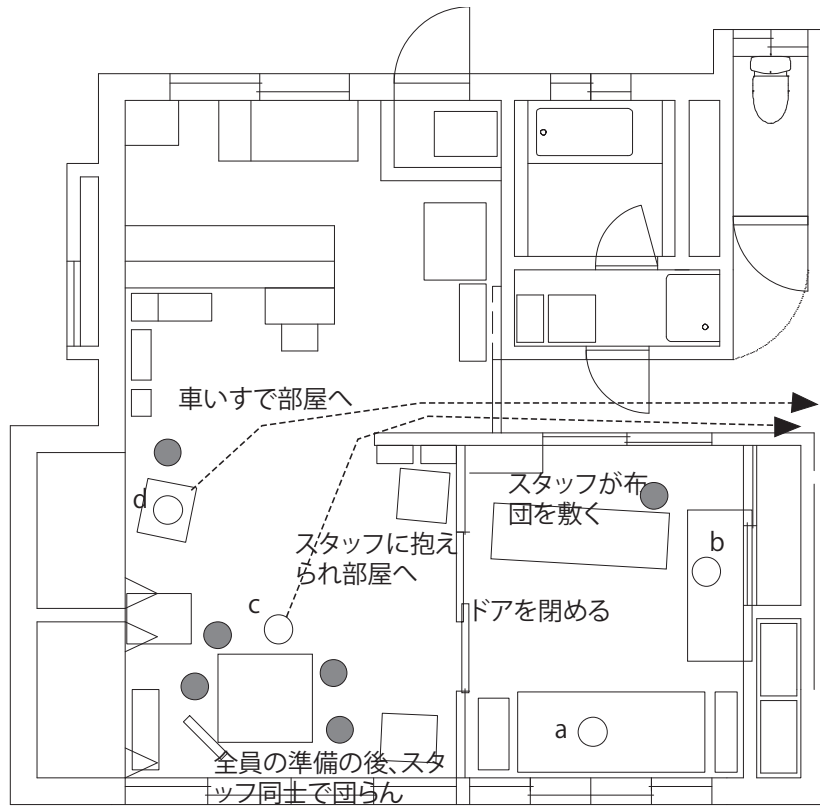 車いすで部屋へ
d
スタッフが布
団を敷く
b
スタッフに抱え
られ部屋へ
c
ドアを閉める
a
全員の準備の後、スタ
ッフ同士で団らん